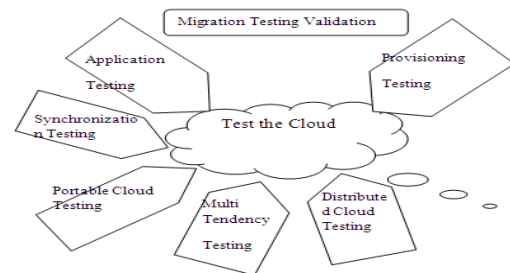 Migration Testing Validation
Application
Testing
Provisioning
Testing
Synchronizatio
n Testing
Test the Cloud
Portable Cloud
Testing
Multi
Tendency
Testing
Distribute
d Cloud
Testing